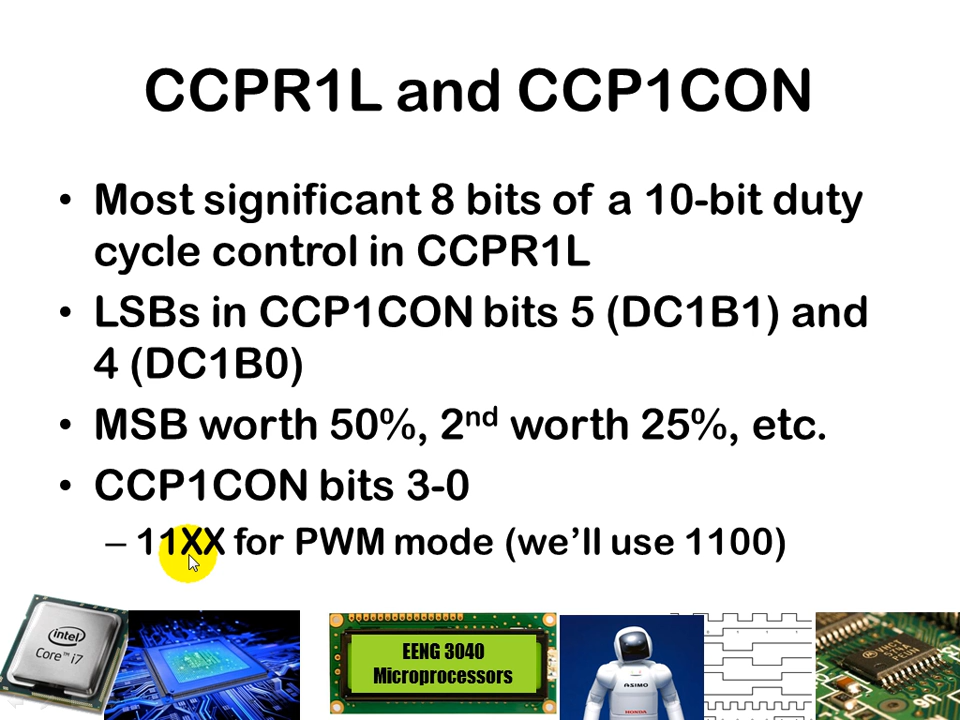 CCPR1L and CCP1CON
• Most significant 8 bits of a 10-bit duty
cycle control in CCPR1L
• LSBs in CCP1CON bits 5 (DC1B1) and
4 (DC1B0)
• MSB worth 50%, 2nd worth 25%, etc.
• CCP1CON bits 3-0
– 11XX for PWM mode (we’ll use 1100)
intel
Core™ i7
EENG 3040
Microprocessors
ASIMO
HONDA